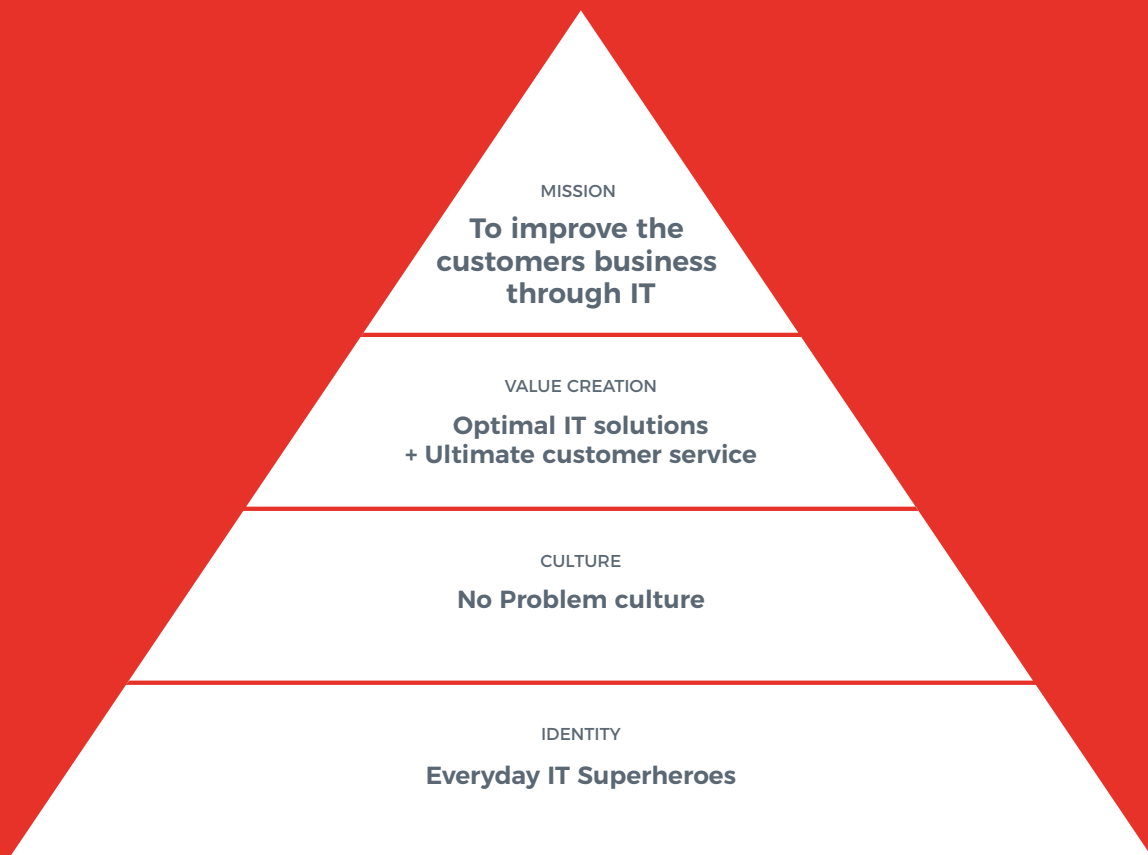 MISSION
To improve the
customers business
through IT
VALUE CREATION
Optimal IT solutions
+ Ultimate customer service
CULTURE
No Problem culture
IDENTITY
Everyday IT Superheroes